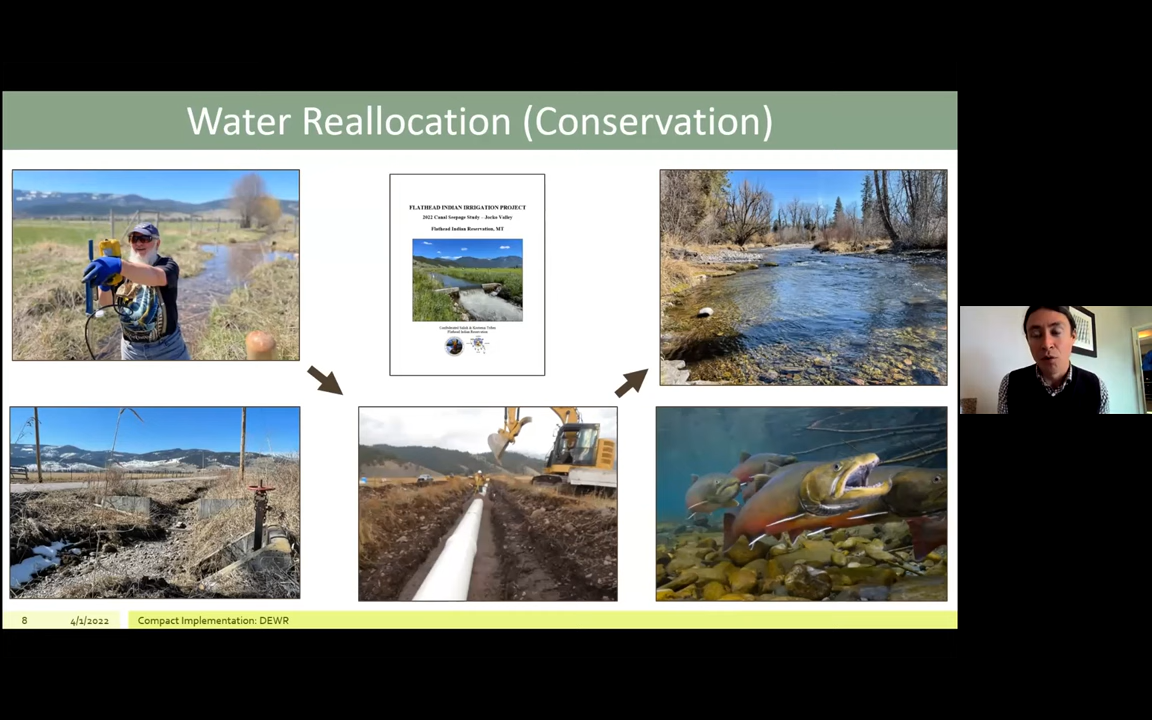 Water Reallocation (Conservation)
FLATHEAD INDIAN IRRIGATION PROJECT
2022 Canal Seepage Study – Jocko Valley
Flathead Indian Reservation, MT
Confederated Salish & Kootenai Tribes
Flathead Indian Reservation
8
4/1/2022
Compact Implementation: DEWR